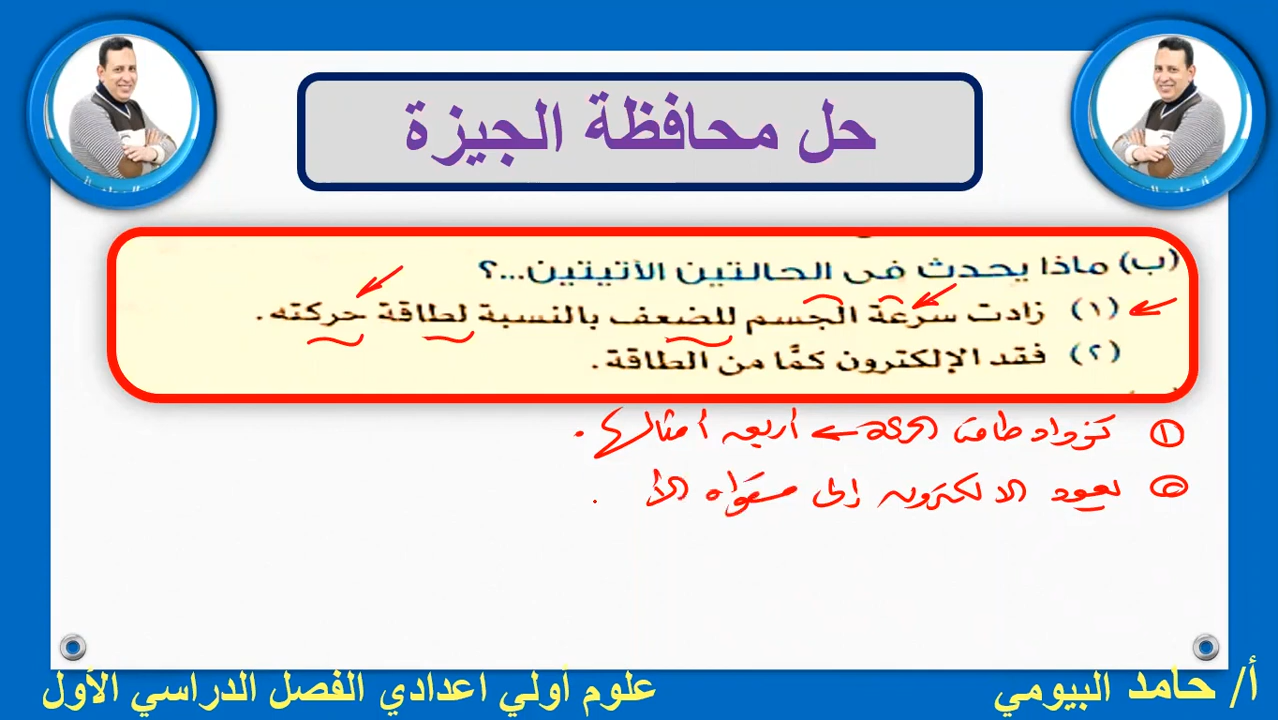 حل محافظة الجيزة
(ب) ماذا يحدث فى الحالتين الآتيتين...؟
(١) زادت سرعة الجسم للضعف بالنسبة لطاقة حركته .
(٢) فقد الإلكترون كمًّا من الطاقة .
① تزداد طاقة ← أربعه أمثالها .
② يعود الالكترون إلى مستواه الأ
أ/ حامد البيومي
علوم أولي اعدادي الفصل الدراسي الأول